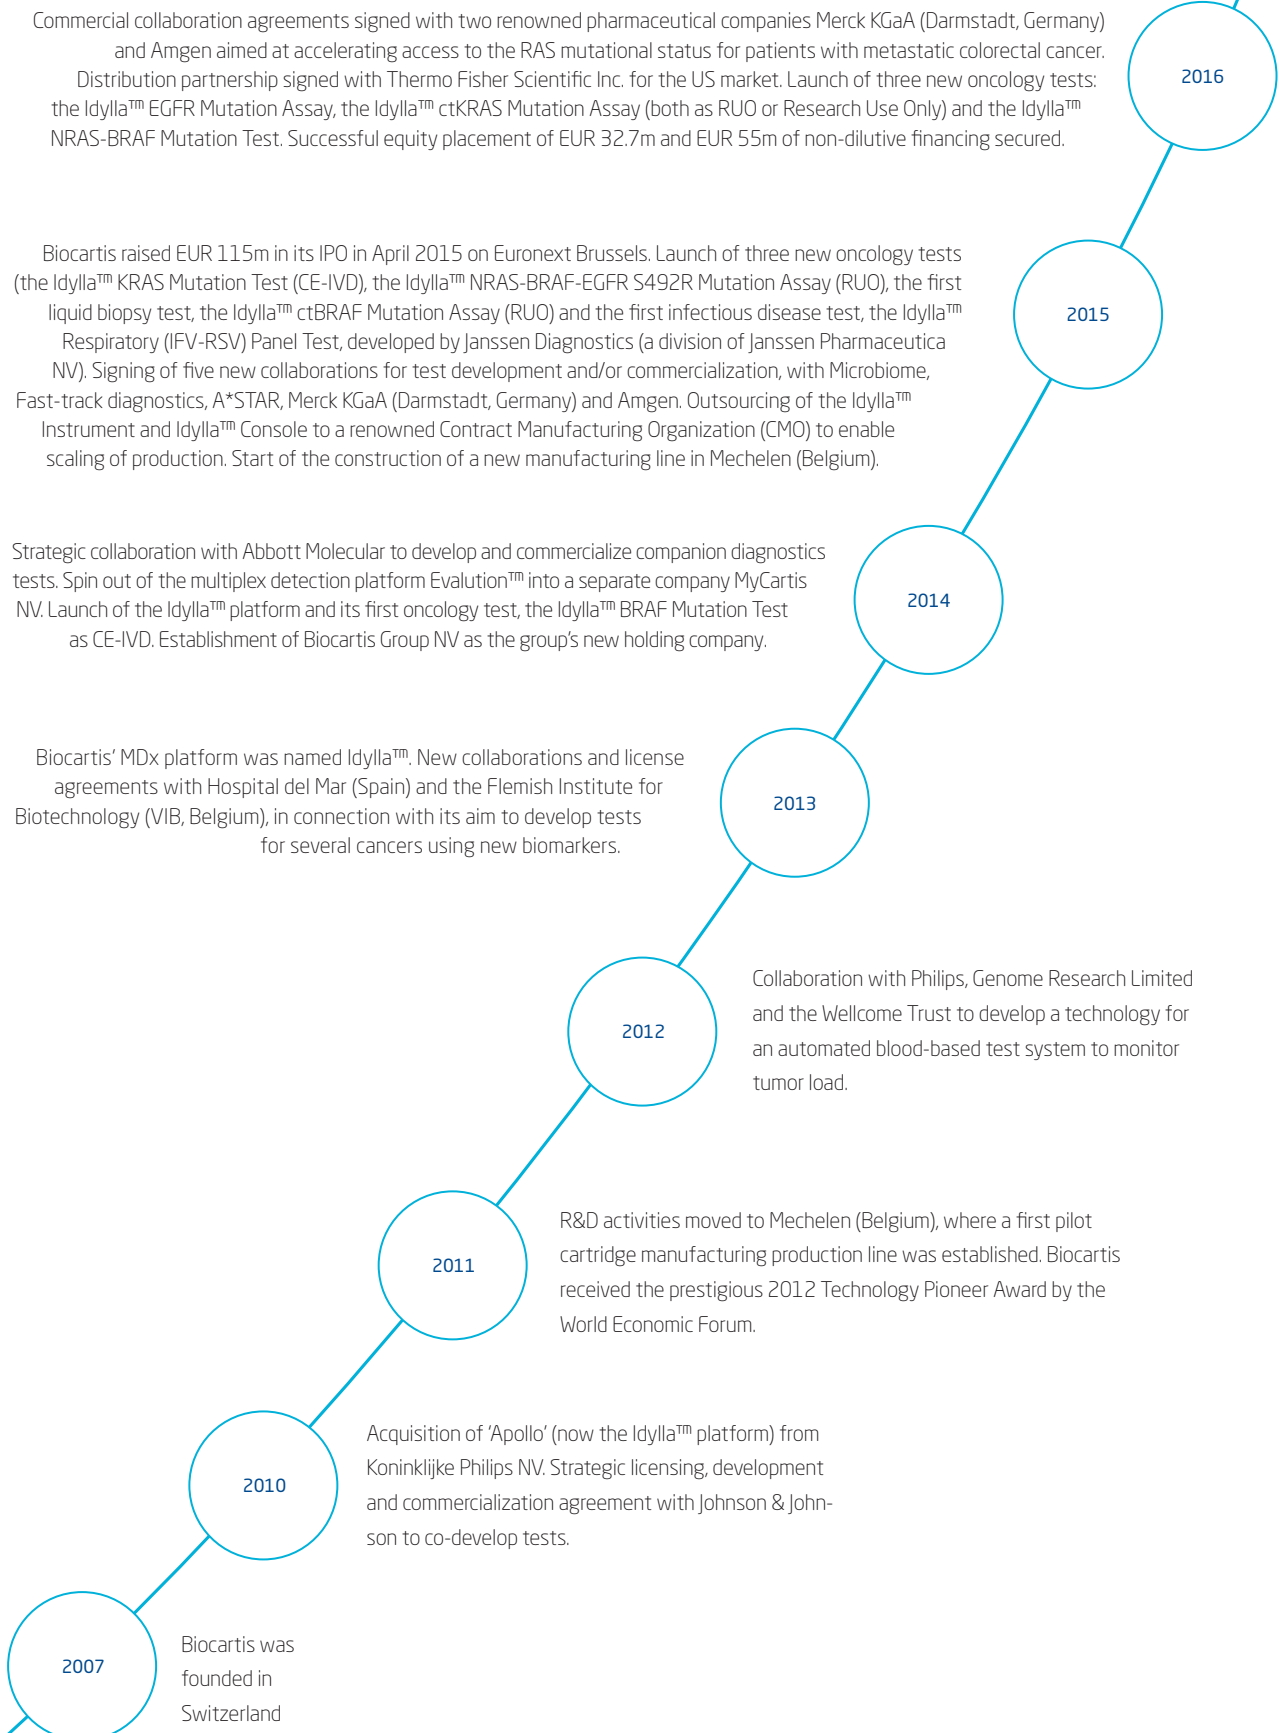 Commercial collaboration agreements signed with two renowned pharmaceutical companies Merck KGaA (Darmstadt, Germany)
and Amgen aimed at accelerating access to the RAS mutational status for patients with metastatic colorectal cancer.
Distribution partnership signed with Thermo Fisher Scientific Inc. for the US market. Launch of three new oncology tests:
the Idylla™ EGFR Mutation Assay, the Idylla™ ctKRAS Mutation Assay (both as RUO or Research Use Only) and the Idylla™
NRAS-BRAF Mutation Test. Successful equity placement of EUR 32.7m and EUR 55m of non-dilutive financing secured.
2016
Biocartis raised EUR 115m in its IPO in April 2015 on Euronext Brussels. Launch of three new oncology tests
(the Idylla™ KRAS Mutation Test (CE-IVD), the Idylla™ NRAS-BRAF-EGFR S492R Mutation Assay (RUO), the first
liquid biopsy test, the Idylla™ ctBRAF Mutation Assay (RUO) and the first infectious disease test, the Idylla™
Respiratory (IFV-RSV) Panel Test, developed by Janssen Diagnostics (a division of Janssen Pharmaceutica
NV). Signing of five new collaborations for test development and/or commercialization, with Microbiome,
Fast-track diagnostics, A*STAR, Merck KGaA (Darmstadt, Germany) and Amgen. Outsourcing of the Idylla™
Instrument and Idylla™ Console to a renowned Contract Manufacturing Organization (CMO) to enable
scaling of production. Start of the construction of a new manufacturing line in Mechelen (Belgium).
2015
Strategic collaboration with Abbott Molecular to develop and commercialize companion diagnostics
tests. Spin out of the multiplex detection platform Evalution™ into a separate company MyCartis
NV. Launch of the Idylla™ platform and its first oncology test, the Idylla™ BRAF Mutation Test
as CE-IVD. Establishment of Biocartis Group NV as the group's new holding company.
2014
Biocartis' MDx platform was named Idylla™. New collaborations and license
agreements with Hospital del Mar (Spain) and the Flemish Institute for
Biotechnology (VIB, Belgium), in connection with its aim to develop tests
for several cancers using new biomarkers.
2013
Collaboration with Philips, Genome Research Limited
and the Wellcome Trust to develop a technology for
an automated blood-based test system to monitor
tumor load.
2012
R&D activities moved to Mechelen (Belgium), where a first pilot
cartridge manufacturing production line was established. Biocartis
received the prestigious 2012 Technology Pioneer Award by the
World Economic Forum.
2011
Acquisition of 'Apollo' (now the Idylla™ platform) from
Koninklijke Philips NV. Strategic licensing, development
and commercialization agreement with Johnson & John-
son to co-develop tests.
2010
Biocartis was
founded in
Switzerland
2007